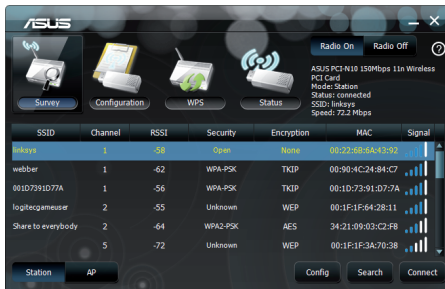 ASUS
Radio On Radio Off
ASUS PCI-N10 150Mbps 11n Wireless
PCI Card
Mode: Station
Status: connected
SSID: linksys
Speed: 72.2 Mbps
Survey Configuration WPS Status
SSID Channel RSSI Security Encryption MAC Signal
linksys 1 -58 Open None 00:22:6B:6A:43:92
webber 1 -62 WPA-PSK TKIP 00:90:4C:24:84:C7
001D7391D77A 1 -56 WPA-PSK TKIP 00:1D:73:91:D7:7A
logitecgameuser 2 -55 Unknown WEP 00:1F:1F:64:28:11
Share to everybody 2 -64 WPA2-PSK AES 34:21:09:03:C2:F8
5 -72 Unknown WEP 00:1F:1F:3A:70:38
Station AP Config Search Connect